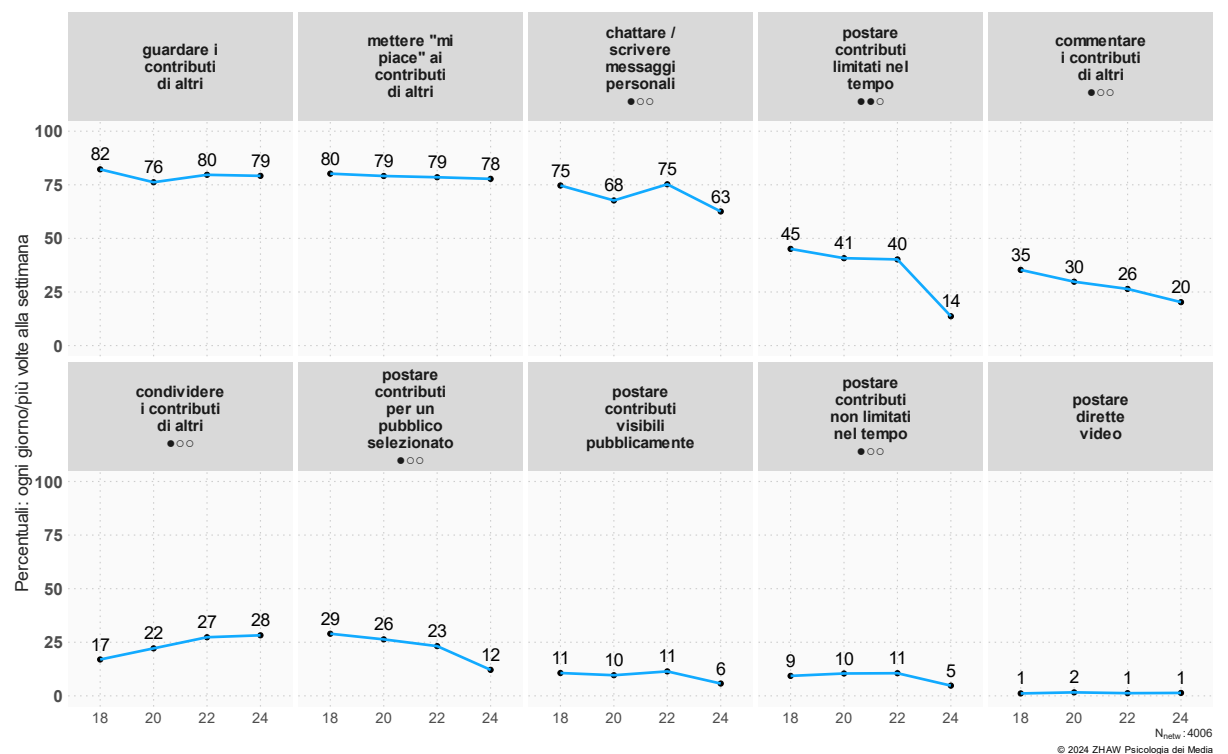 guardare i
contributi
di altri
mettere "mi
piace" ai
contributi
di altri
chattare /
scrivere
messaggi
personali
●○○
postare
contributi
limitati nel
tempo
●●○
commentare
i contributi
di altri
●○○
Percentuali: ogni giorno/più volte alla settimana
100
75
50
25
0
82 76 80 79
80 79 79 78
75 68 75 63
45 41 40 14
35 30 26 20
condividere
i contributi
di altri
●○○
postare
contributi
per un
pubblico
selezionato
●○○
postare
contributi
visibili
pubblicamente
postare
contributi
non limitati
nel tempo
●○○
postare
dirette
video
100
75
50
25
0
17 22 27 28
29 26 23 12
11 10 11 6
9 10 11 5
1 2 1 1
18 20 22 24
18 20 22 24
18 20 22 24
18 20 22 24
18 20 22 24
Nnetw: 4006
© 2024 ZHAW Psicologia dei Media